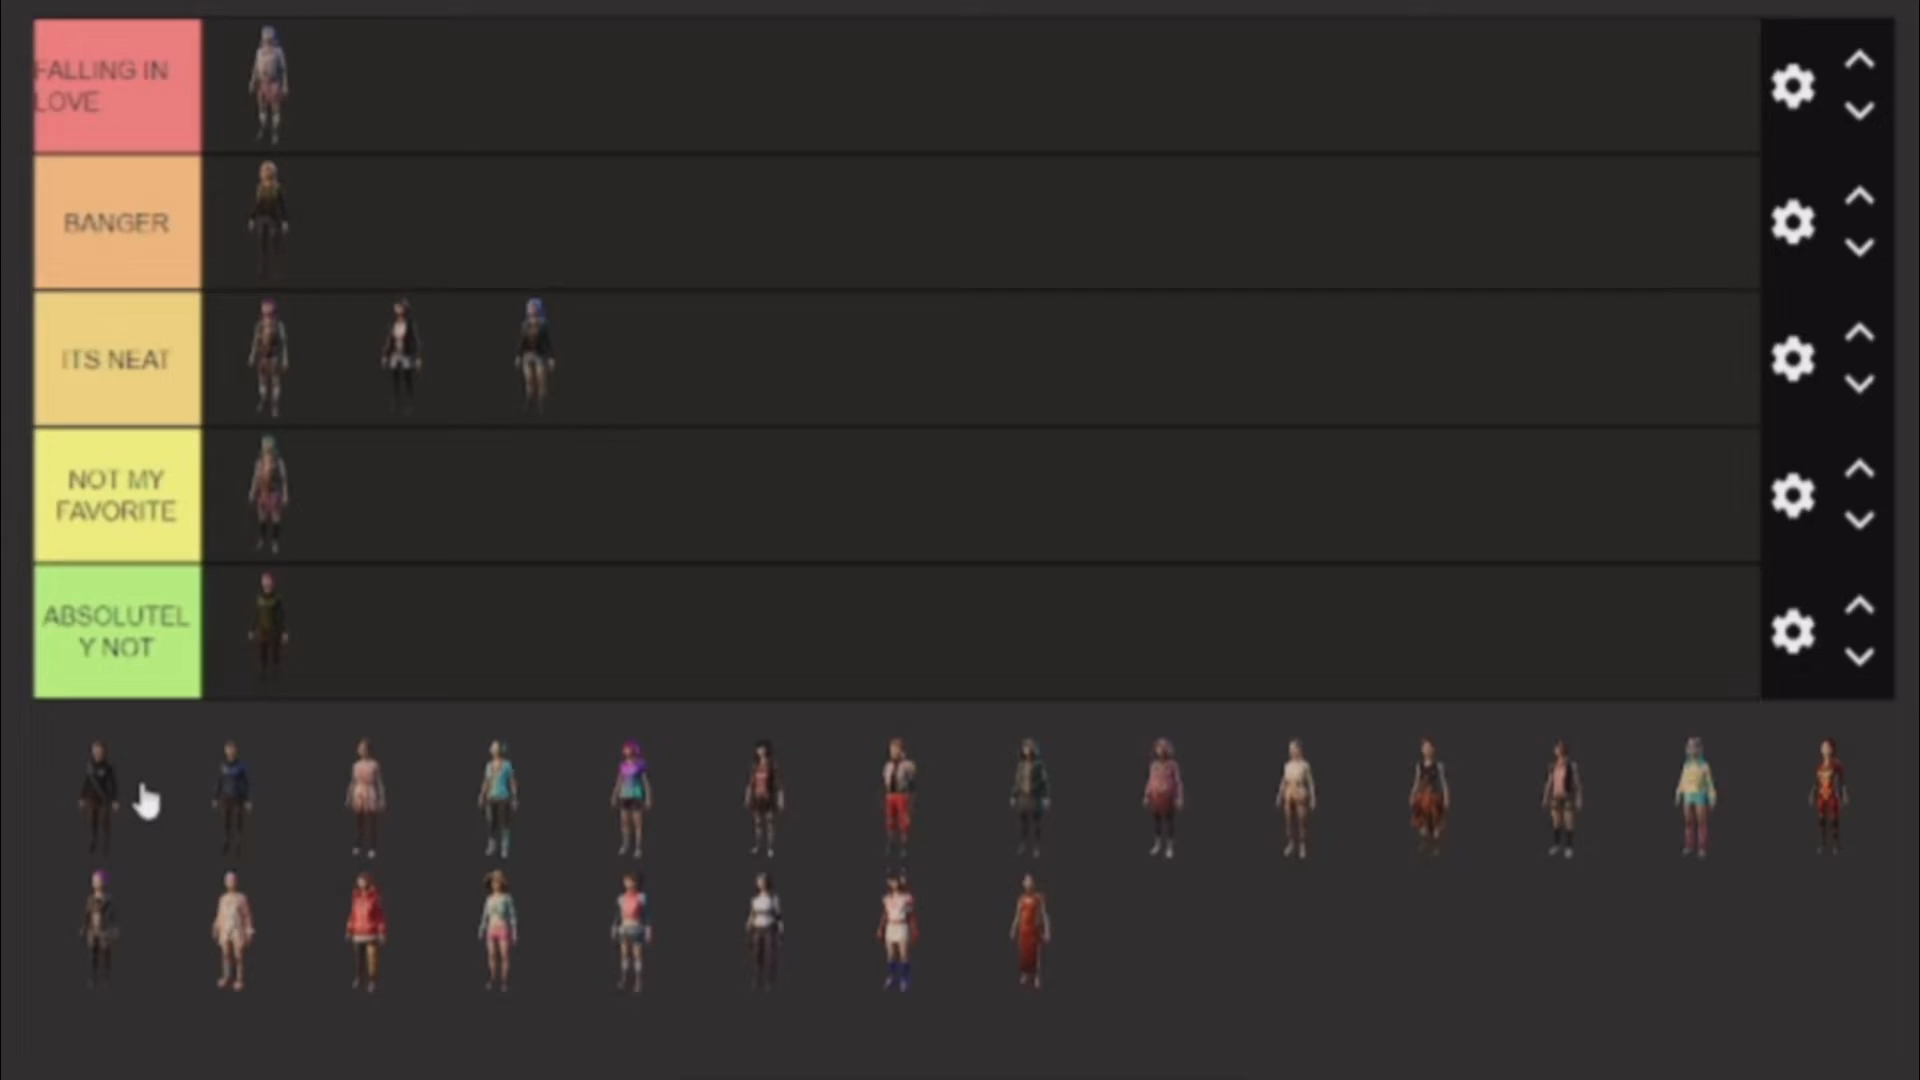 FALLING IN
LOVE
BANGER
ITS NEAT
NOT MY
FAVORITE
ABSOLUTEL
Y NOT